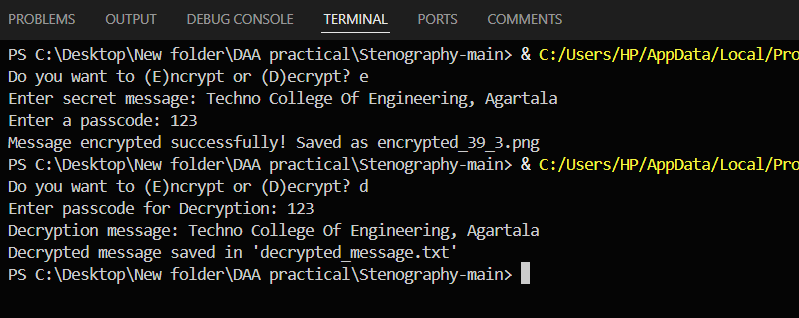 PROBLEMS OUTPUT DEBUG CONSOLE TERMINAL PORTS COMMENTS
PS C:\Desktop\New folder\DAA practical\Stenography-main> & C:/Users/HP/AppData/Local/Pro
Do you want to (E)ncrypt or (D)ecrypt? e
Enter secret message: Techno College Of Engineering, Agartala
Enter a passcode: 123
Message encrypted successfully! Saved as encrypted_39_3.png
PS C:\Desktop\New folder\DAA practical\Stenography-main> & C:/Users/HP/AppData/Local/Pro
Do you want to (E)ncrypt or (D)ecrypt? d
Enter passcode for Decryption: 123
Decryption message: Techno College Of Engineering, Agartala
Decrypted message saved in 'decrypted_message.txt'
PS C:\Desktop\New folder\DAA practical\Stenography-main>